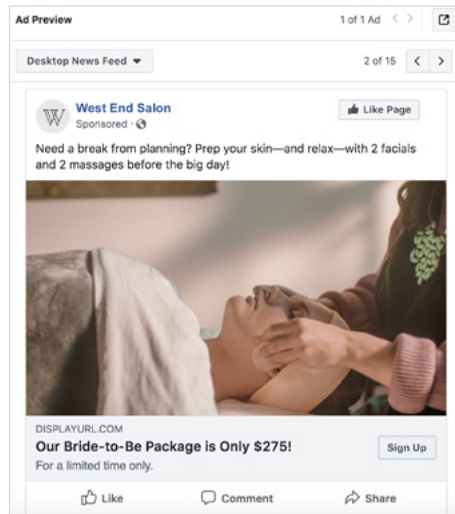 Ad Preview
1 of 1 Ad
Desktop News Feed
2 of 15
West End Salon
Like Page
Sponsored ·
Need a break from planning? Prep your skin—and relax—with 2 facials
and 2 massages before the big day!
DISPLAYURL.COM
Our Bride-to-Be Package is Only $275!
Sign Up
For a limited time only.
Like
Comment
Share